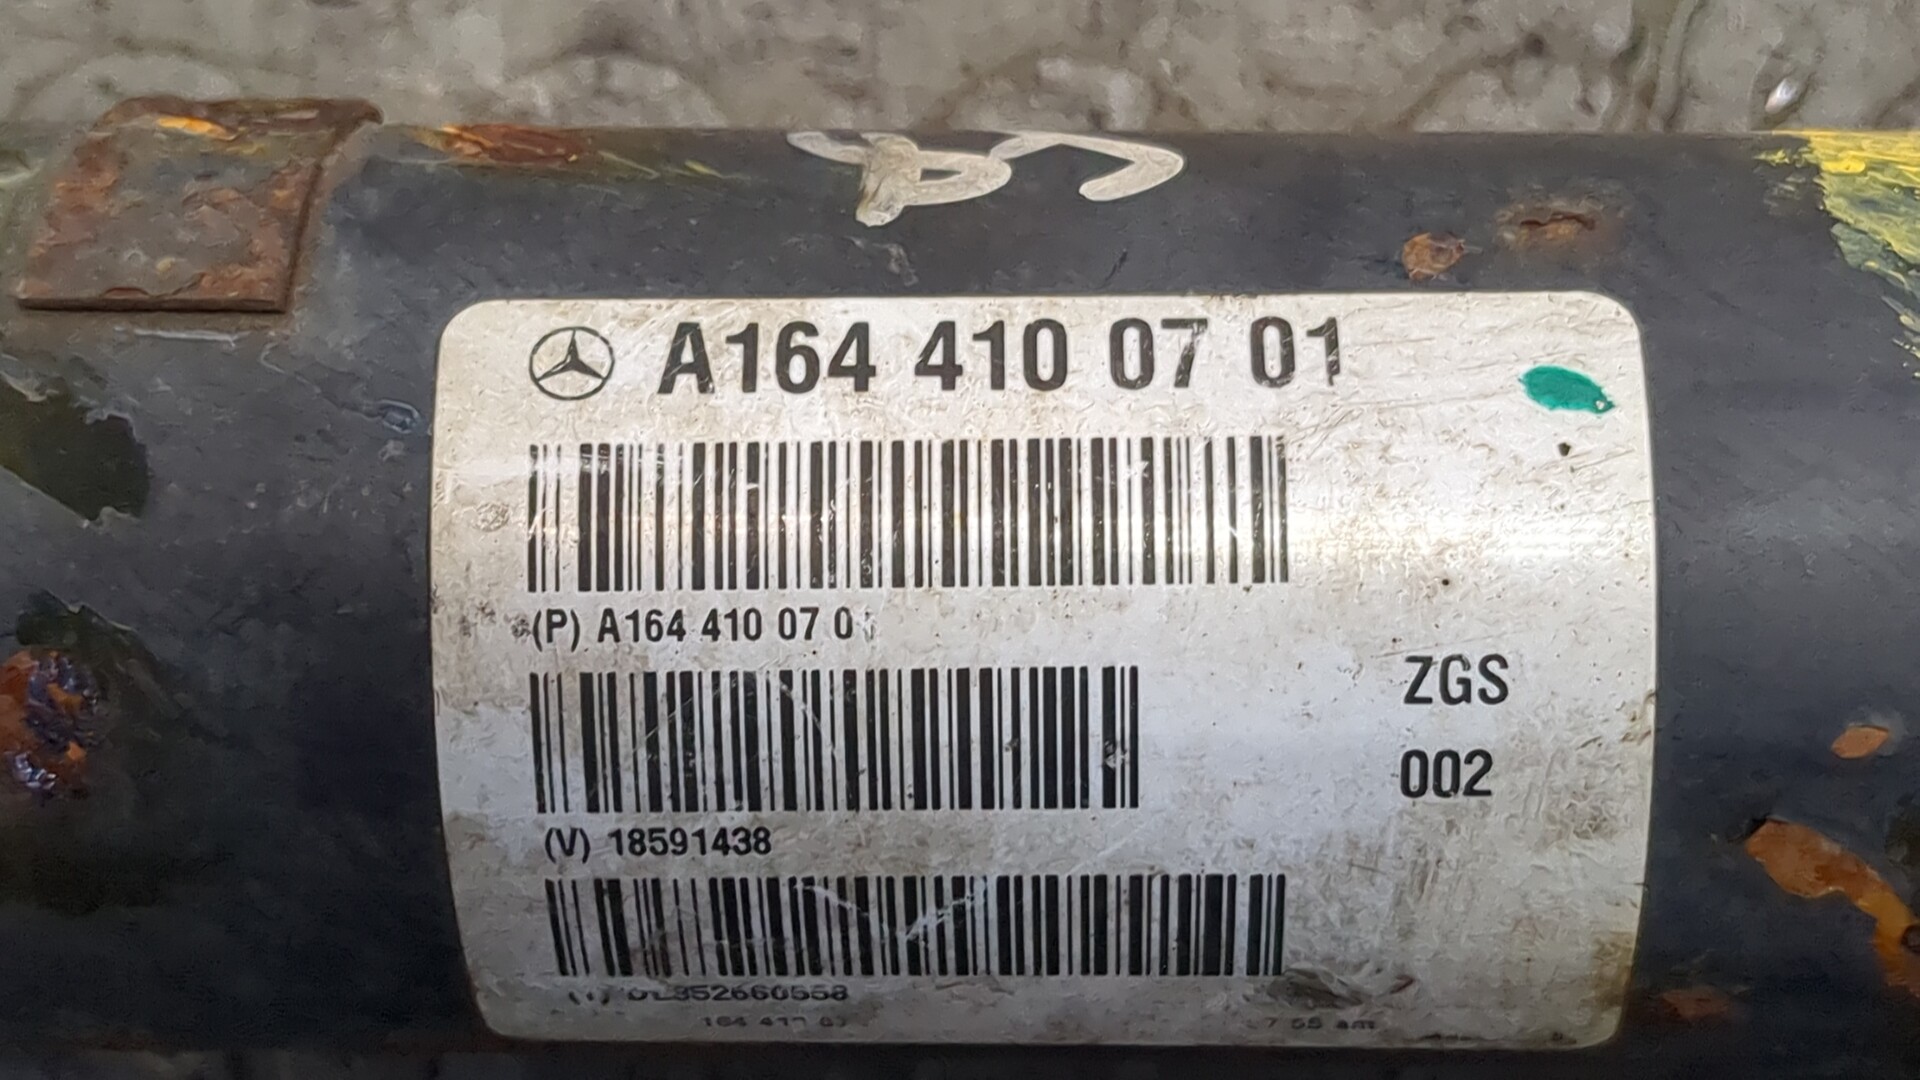 A164 410 07 01
(P) A164 410 07 0
ZGS
002
(V) 18591438